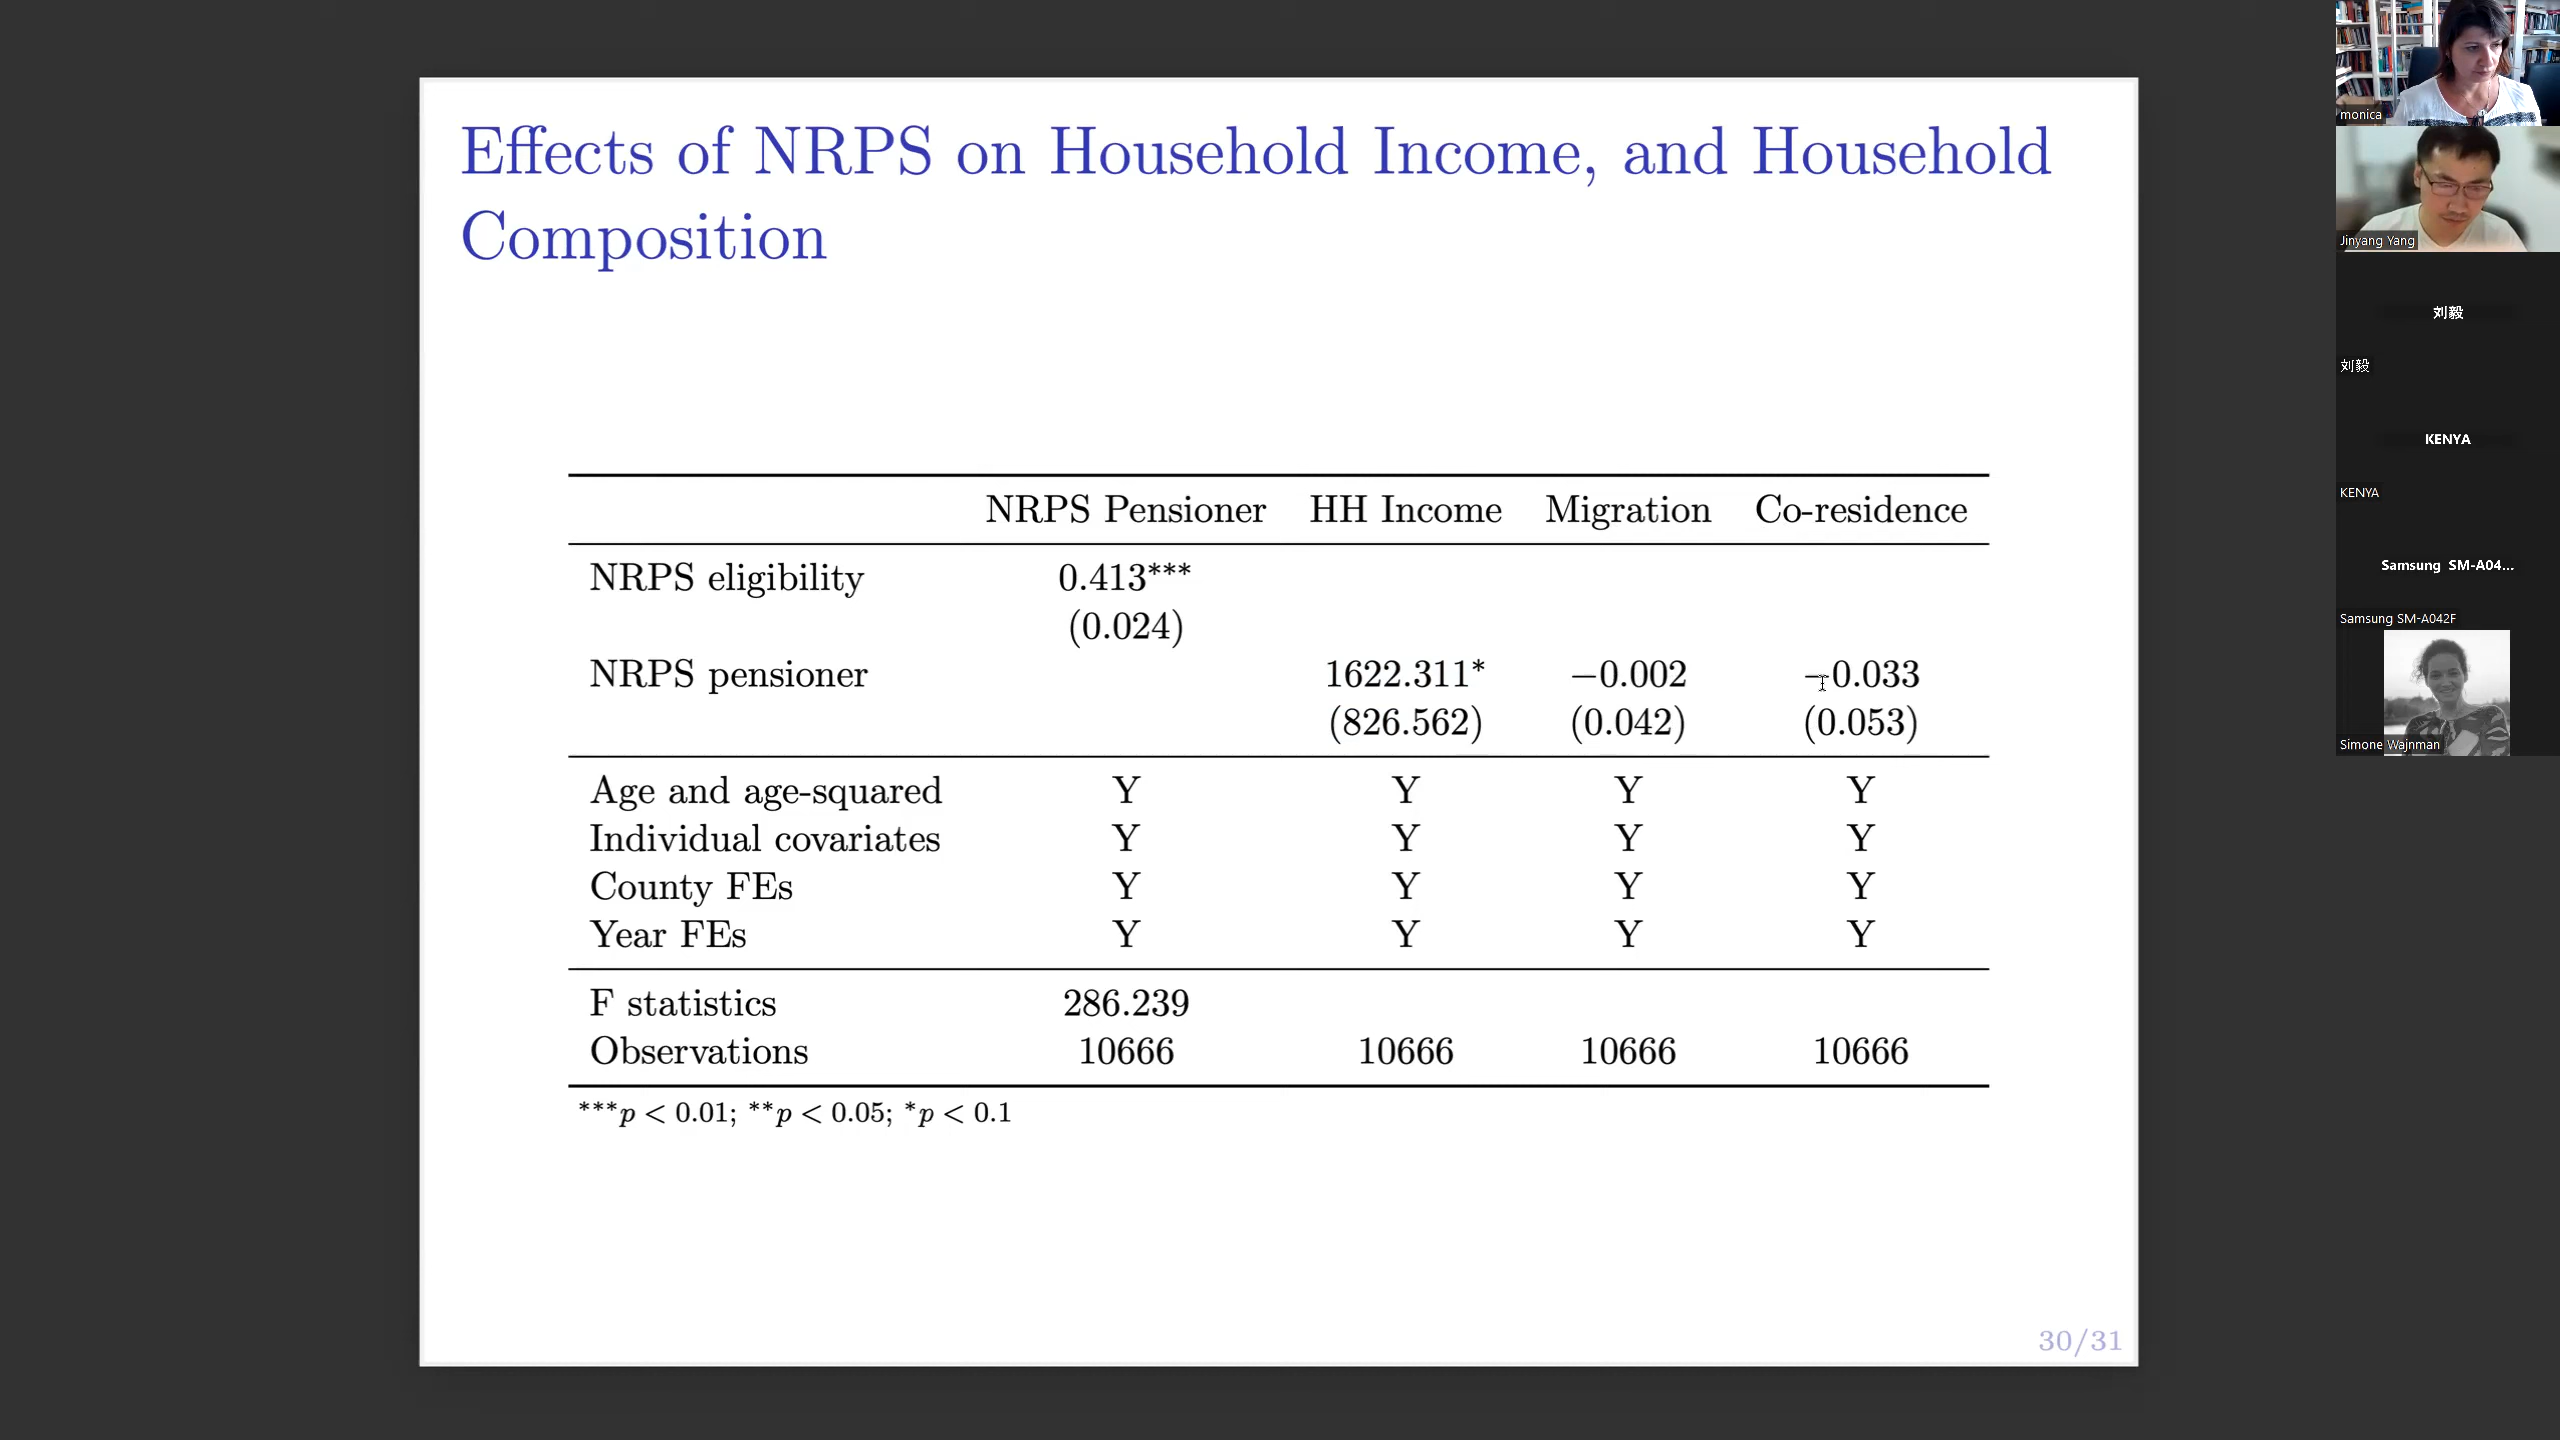 Effects of NRPS on Household Income, and Household
Composition
NRPS Pensioner HH Income Migration Co-residence
NRPS eligibility 0.413***
(0.024)
NRPS pensioner 1622.311* −0.002 −0.033
(826.562) (0.042) (0.053)
Age and age-squared Y Y Y Y
Individual covariates Y Y Y Y
County FEs Y Y Y Y
Year FEs Y Y Y Y
F statistics 286.239
Observations 10666 10666 10666 10666
***p < 0.01; **p < 0.05; *p < 0.1
30/31
monica
Jinyang Yang
刘毅
刘毅
KENYA
KENYA
Samsung SM-A04...
Samsung SM-A042F
Simone Wajnman